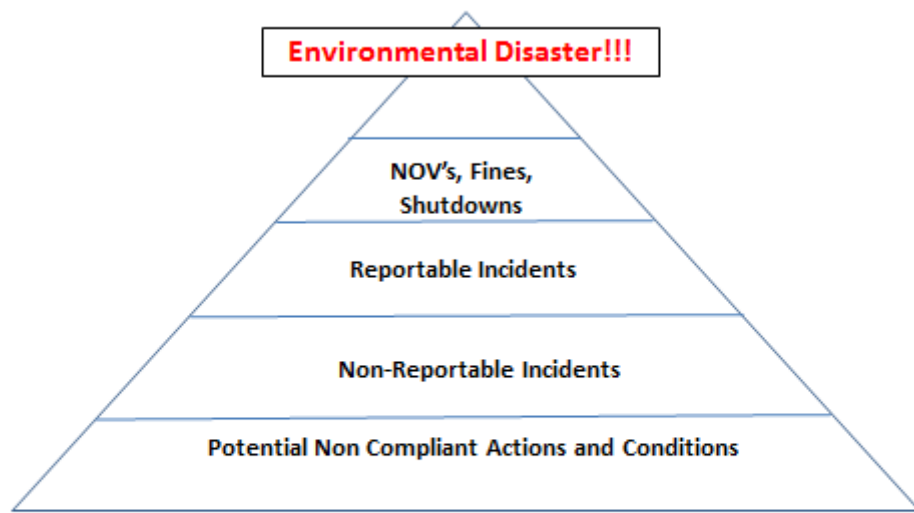 Environmental Disaster!!!
NOV’s, Fines,
Shutdowns
Reportable Incidents
Non-Reportable Incidents
Potential Non Compliant Actions and Conditions